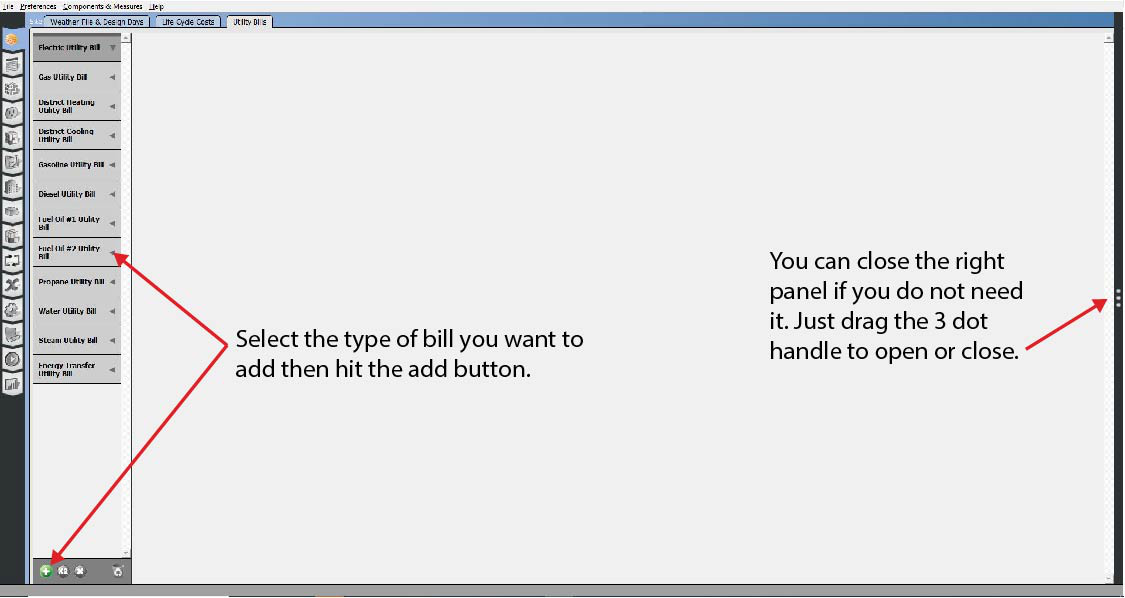 File Preferences Components & Measures Help
Site Weather File & Design Days Life Cycle Costs Utility Bills
Electric Utility Bill
Gas Utility Bill
District Heating
Utility Bill
District Cooling
Utility Bill
Gasoline Utility Bill
Diesel Utility Bill
Fuel Oil #1 Utility
Bill
Fuel Oil #2 Utility
Bill
Propane Utility Bill
Water Utility Bill
Steam Utility Bill
Energy Transfer
Utility Bill
Select the type of bill you want to
add then hit the add button.
You can close the right
panel if you do not need
it. Just drag the 3 dot
handle to open or close.